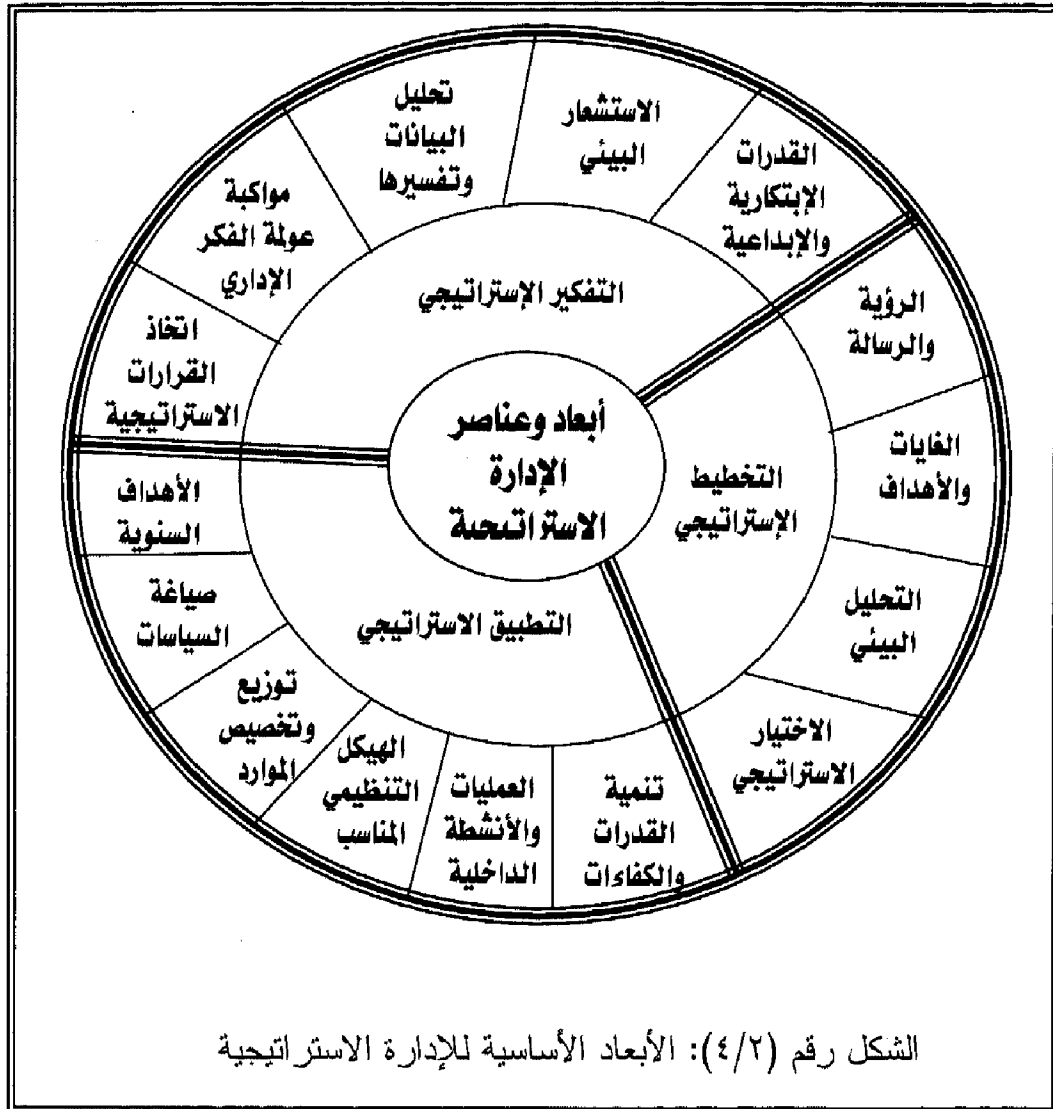 القدرات
الإبتكارية
والإبداعية
الاستشعار
البيئي
تحليل
البيانات
وتفسيرها
مواكبة
عولمة الفكر
الإداري
اتخاذ
القرارات
الاستراتيجية
التفكير الإستراتيجي
الرؤية
والرسالة
الغايات
والأهداف
التحليل
البيئي
الاختيار
الاستراتيجي
التخطيط
الإستراتيجي
أبعاد وعناصر
الإدارة
الاستراتيجية
التطبيق الاستراتيجي
الأهداف
السنوية
صياغة
السياسات
توزيع
وتخصيص
الموارد
الهيكل
التنظيمي
المناسب
العمليات
والأنشطة
الداخلية
تنمية
القدرات
والكفاءات
الشكل رقم (٤/٢): الأبعاد الأساسية للإدارة الاستراتيجية